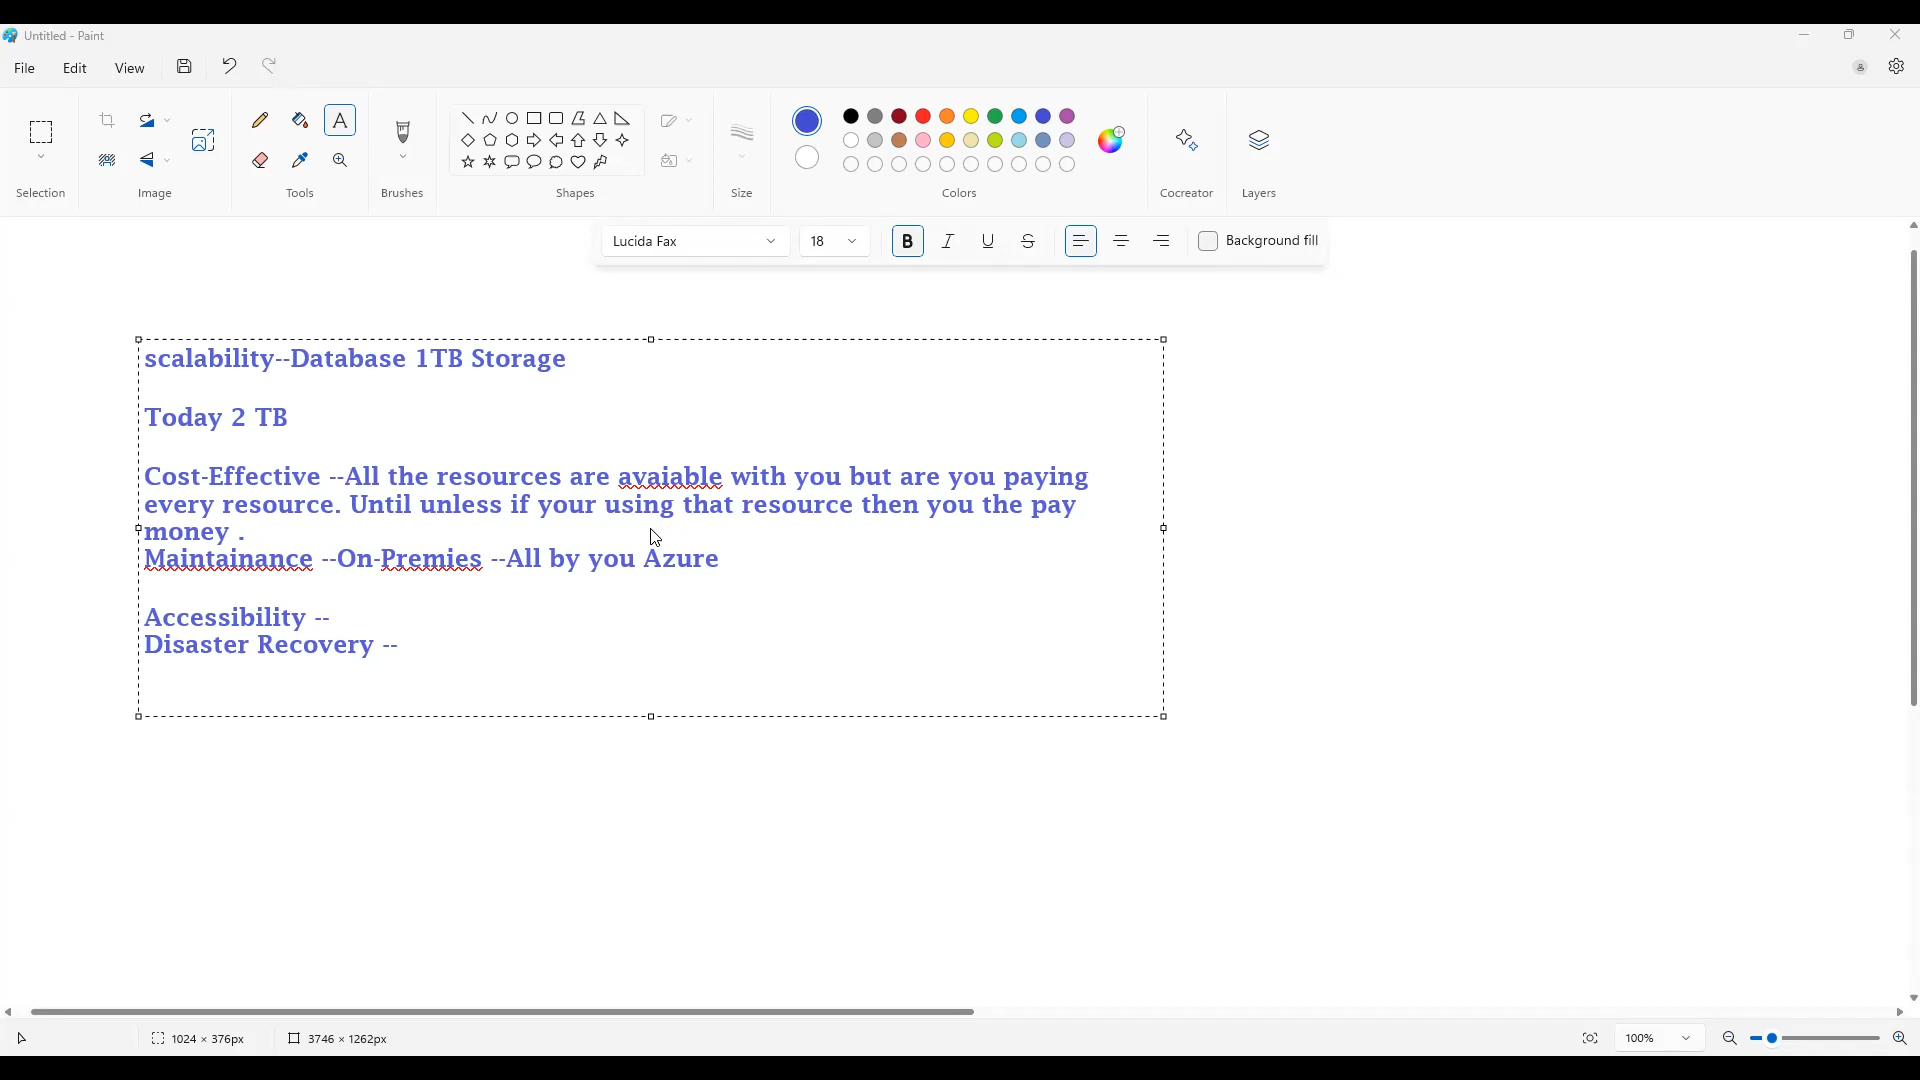 Untitled - Paint
File Edit View
Selection Image Tools Brushes Shapes Size Colors Cocreator Layers
Lucida Fax 18 B I U S Background fill
scalability--Database 1TB Storage
Today 2 TB
Cost-Effective --All the resources are avaiable with you but are you paying
every resource. Until unless if your using that resource then you the pay
money .
Maintainance --On-Premies --All by you Azure
Accessibility --
Disaster Recovery --
1024 × 376px 3746 × 1262px 100%